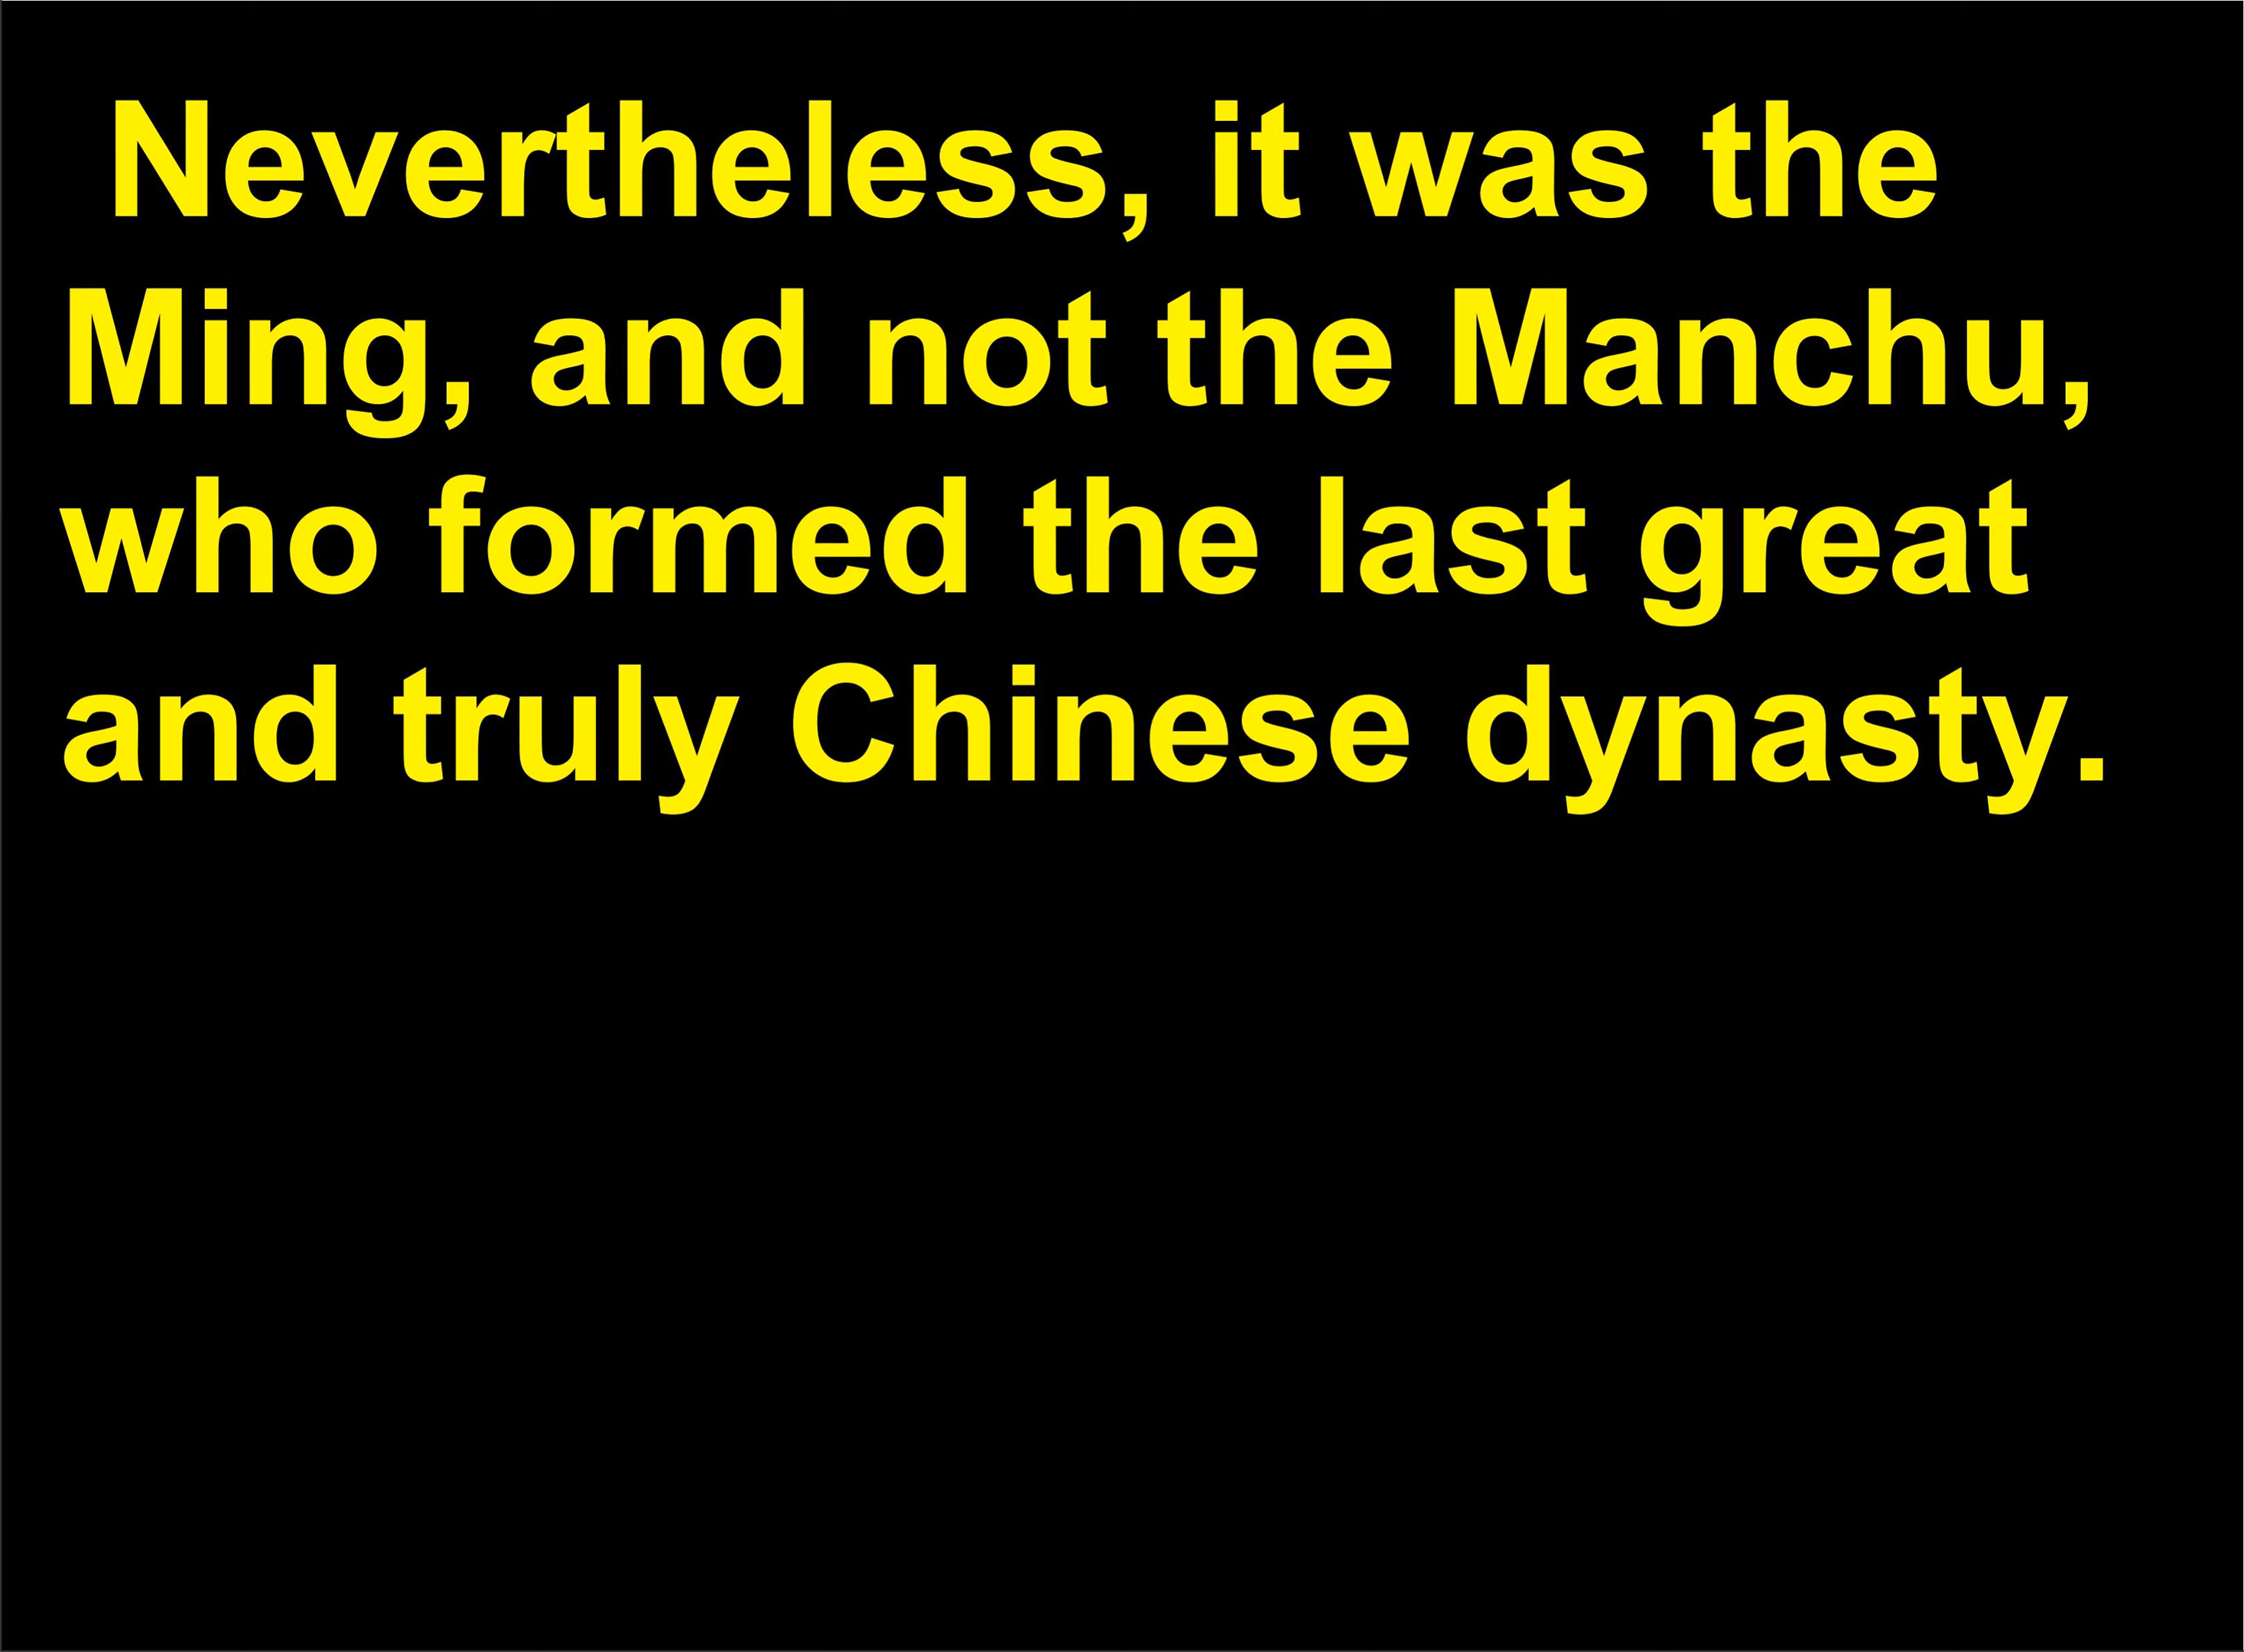 Nevertheless, it was the
Ming, and not the Manchu,
who formed the last great
and truly Chinese dynasty.